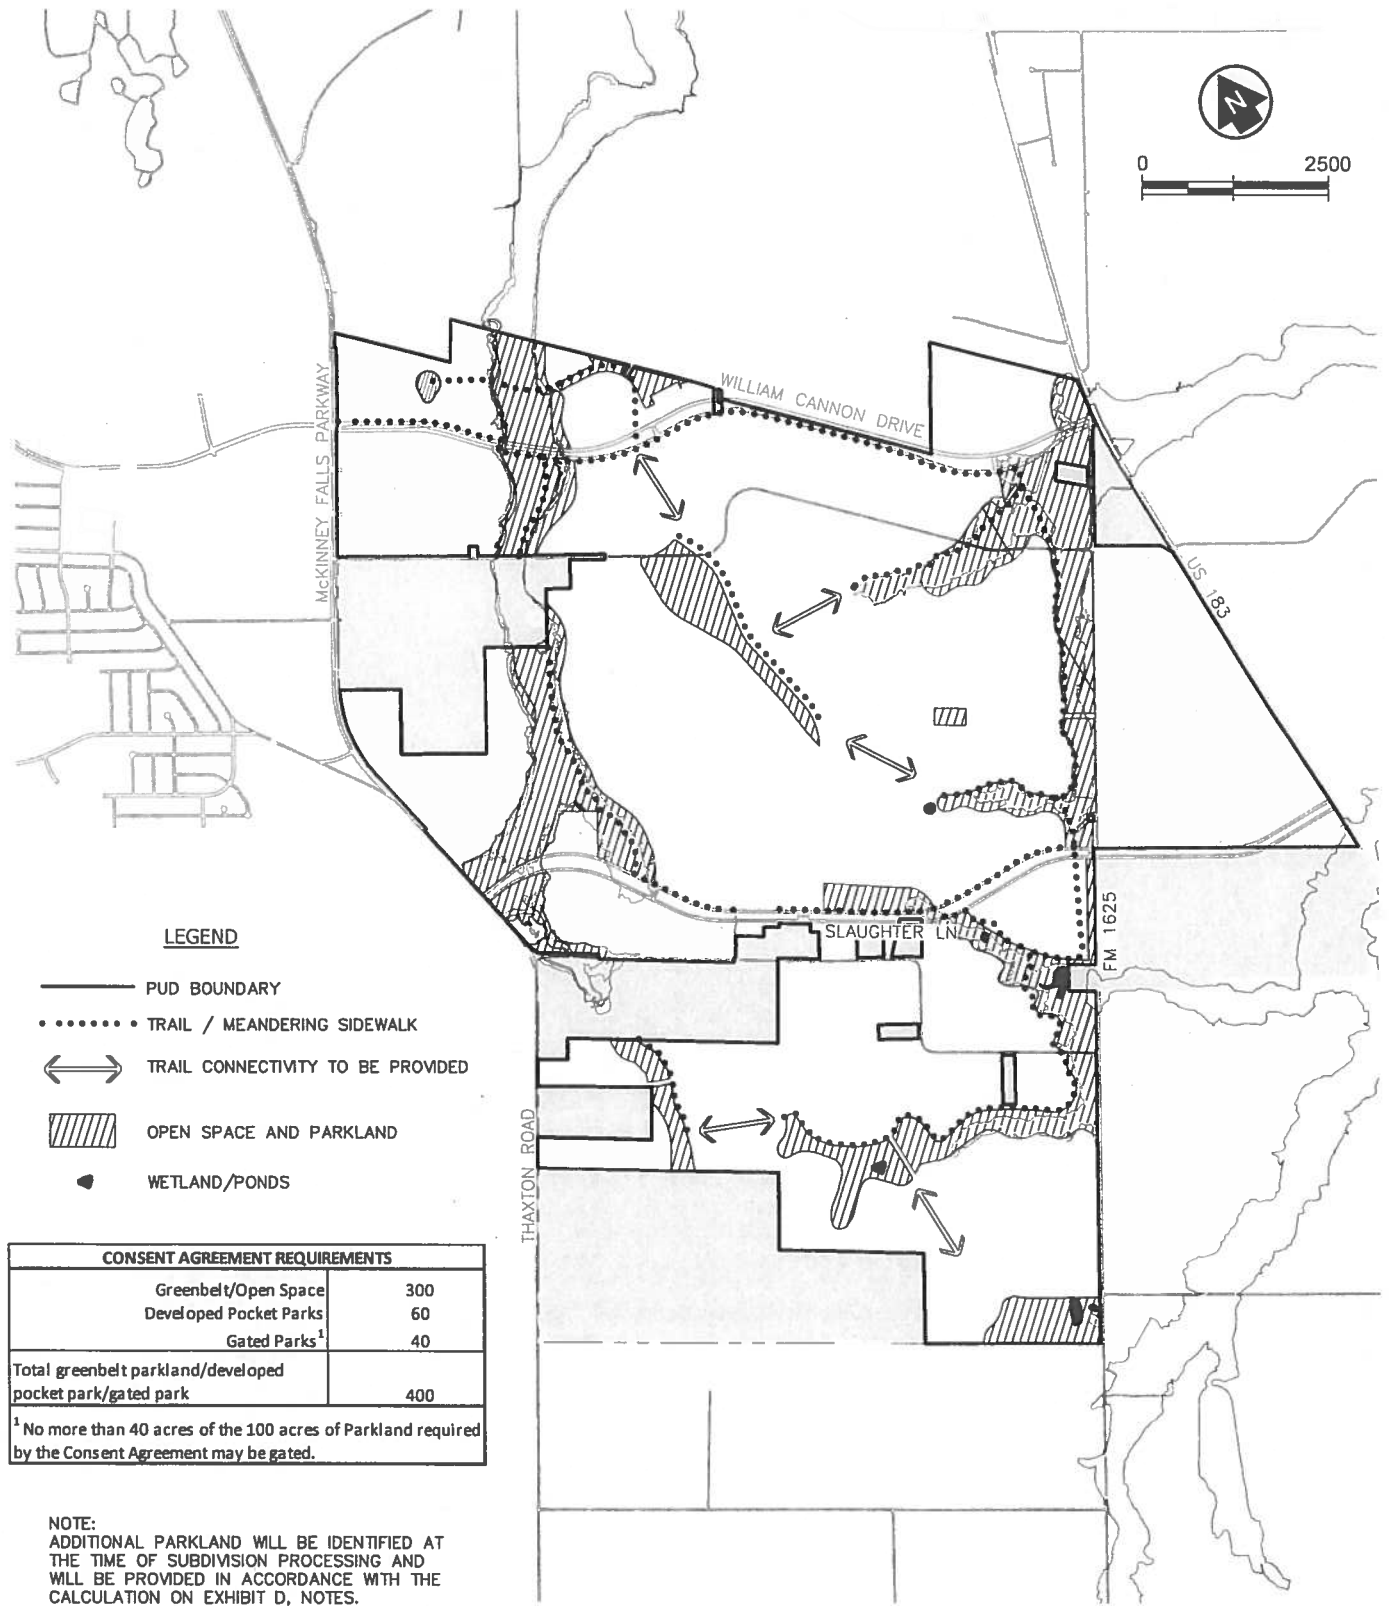 N
0 2500
McKINNEY FALLS PARKWAY
WILLIAM CANNON DRIVE
US 183
SLAUGHTER LN
FM 1625
THAXTON ROAD
LEGEND
PUD BOUNDARY
TRAIL / MEANDERING SIDEWALK
TRAIL CONNECTIVITY TO BE PROVIDED
OPEN SPACE AND PARKLAND
WETLAND/PONDS
CONSENT AGREEMENT REQUIREMENTS
Greenbelt/Open Space 300
Developed Pocket Parks 60
Gated Parks¹ 40
Total greenbelt parkland/developed
pocket park/gated park 400
¹ No more than 40 acres of the 100 acres of Parkland required
by the Consent Agreement may be gated.
NOTE:
ADDITIONAL PARKLAND WILL BE IDENTIFIED AT
THE TIME OF SUBDIVISION PROCESSING AND
WILL BE PROVIDED IN ACCORDANCE WITH THE
CALCULATION ON EXHIBIT D, NOTES.